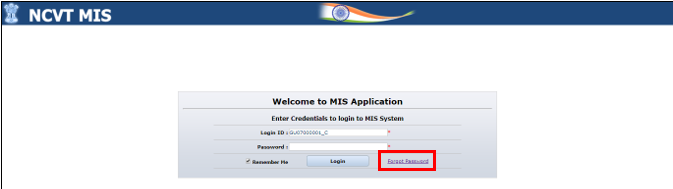 NCVT MIS
Welcome to MIS Application
Enter Credentials to login to MIS System
Login ID : GU07000001_G *
Password : *
Remember Me Login Forgot Password